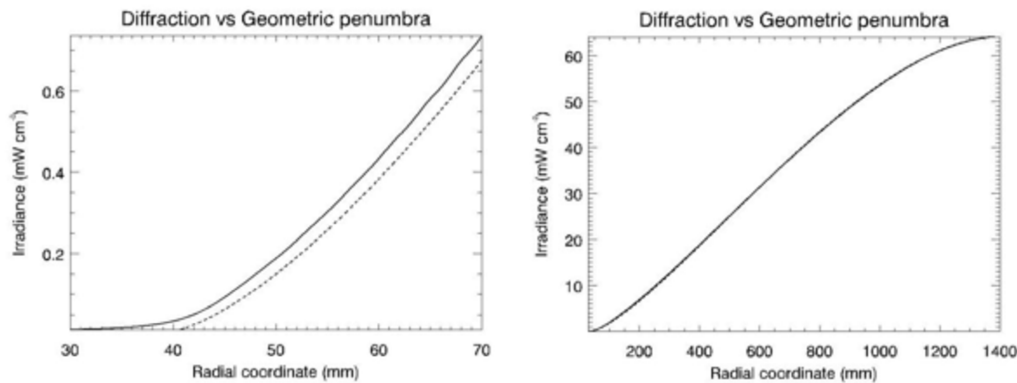 Diffraction vs Geometric penumbra
Irradiance (mW cm⁻²)
0.6
0.4
0.2
30 40 50 60 70
Radial coordinate (mm)
Diffraction vs Geometric penumbra
Irradiance (mW cm⁻²)
60
50
40
30
20
10
200 400 600 800 1000 1200 1400
Radial coordinate (mm)